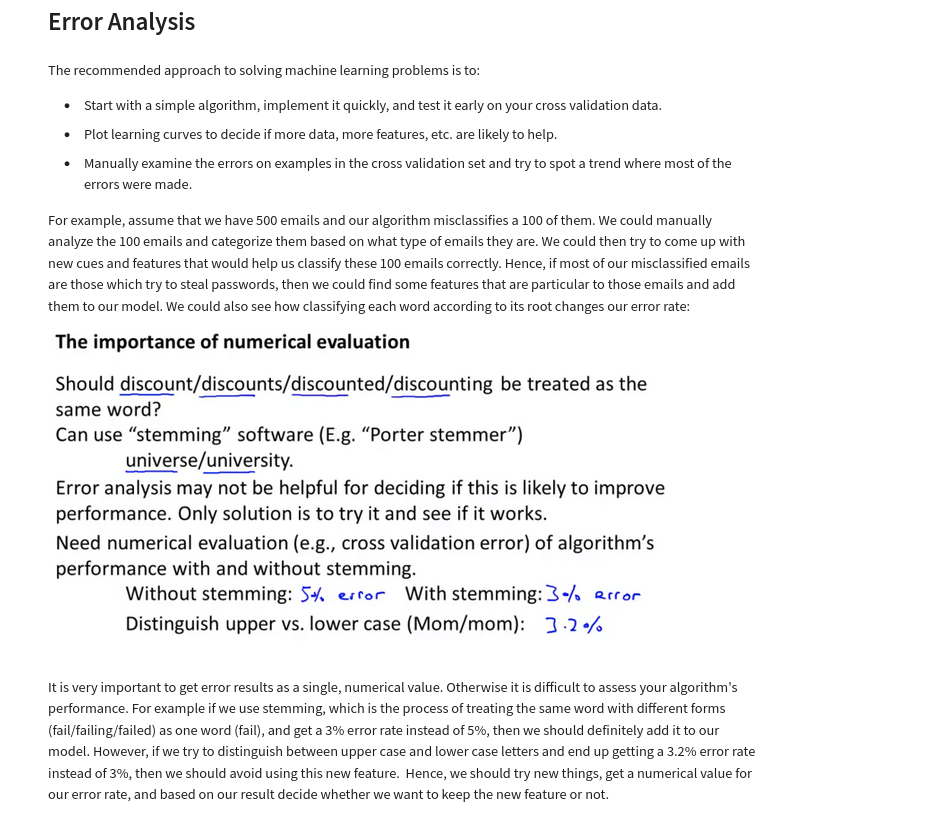 Error Analysis
The recommended approach to solving machine learning problems is to:
• Start with a simple algorithm, implement it quickly, and test it early on your cross validation data.
• Plot learning curves to decide if more data, more features, etc. are likely to help.
• Manually examine the errors on examples in the cross validation set and try to spot a trend where most of the
errors were made.
For example, assume that we have 500 emails and our algorithm misclassifies a 100 of them. We could manually
analyze the 100 emails and categorize them based on what type of emails they are. We could then try to come up with
new cues and features that would help us classify these 100 emails correctly. Hence, if most of our misclassified emails
are those which try to steal passwords, then we could find some features that are particular to those emails and add
them to our model. We could also see how classifying each word according to its root changes our error rate:
The importance of numerical evaluation
Should discount/discounts/discounted/discounting be treated as the
same word?
Can use “stemming” software (E.g. “Porter stemmer”)
universe/university.
Error analysis may not be helpful for deciding if this is likely to improve
performance. Only solution is to try it and see if it works.
Need numerical evaluation (e.g., cross validation error) of algorithm’s
performance with and without stemming.
Without stemming: 5% error With stemming: 3% error
Distinguish upper vs. lower case (Mom/mom): 3.2%
It is very important to get error results as a single, numerical value. Otherwise it is difficult to assess your algorithm's
performance. For example if we use stemming, which is the process of treating the same word with different forms
(fail/failing/failed) as one word (fail), and get a 3% error rate instead of 5%, then we should definitely add it to our
model. However, if we try to distinguish between upper case and lower case letters and end up getting a 3.2% error rate
instead of 3%, then we should avoid using this new feature. Hence, we should try new things, get a numerical value for
our error rate, and based on our result decide whether we want to keep the new feature or not.